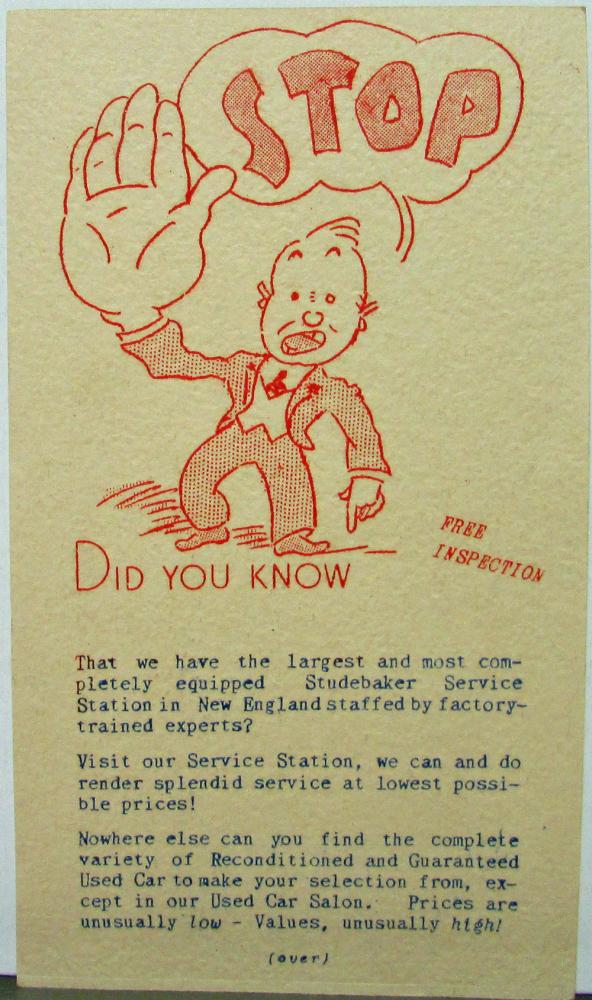 STOP
FREE
INSPECTION
DID YOU KNOW
That we have the largest and most com-
pletely equipped Studebaker Service
Station in New England staffed by factory-
trained experts?
Visit our Service Station, we can and do
render splendid service at lowest possi-
ble prices!
Nowhere else can you find the complete
variety of Reconditioned and Guaranteed
Used Car to make your selection from, ex-
cept in our Used Car Salon. Prices are
unusually low - Values, unusually high!
(over)